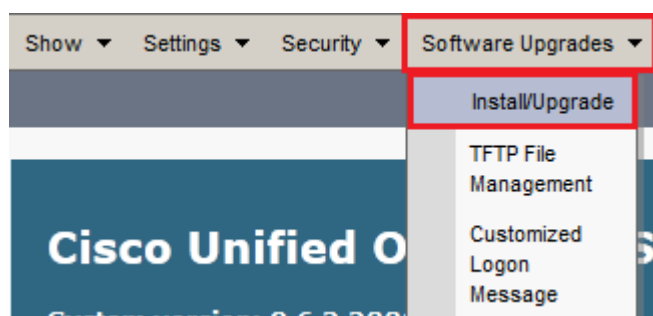 Show Settings Security Software Upgrades
Install/Upgrade
TFTP File
Management
Cisco Unified O
Customized
Logon
Message